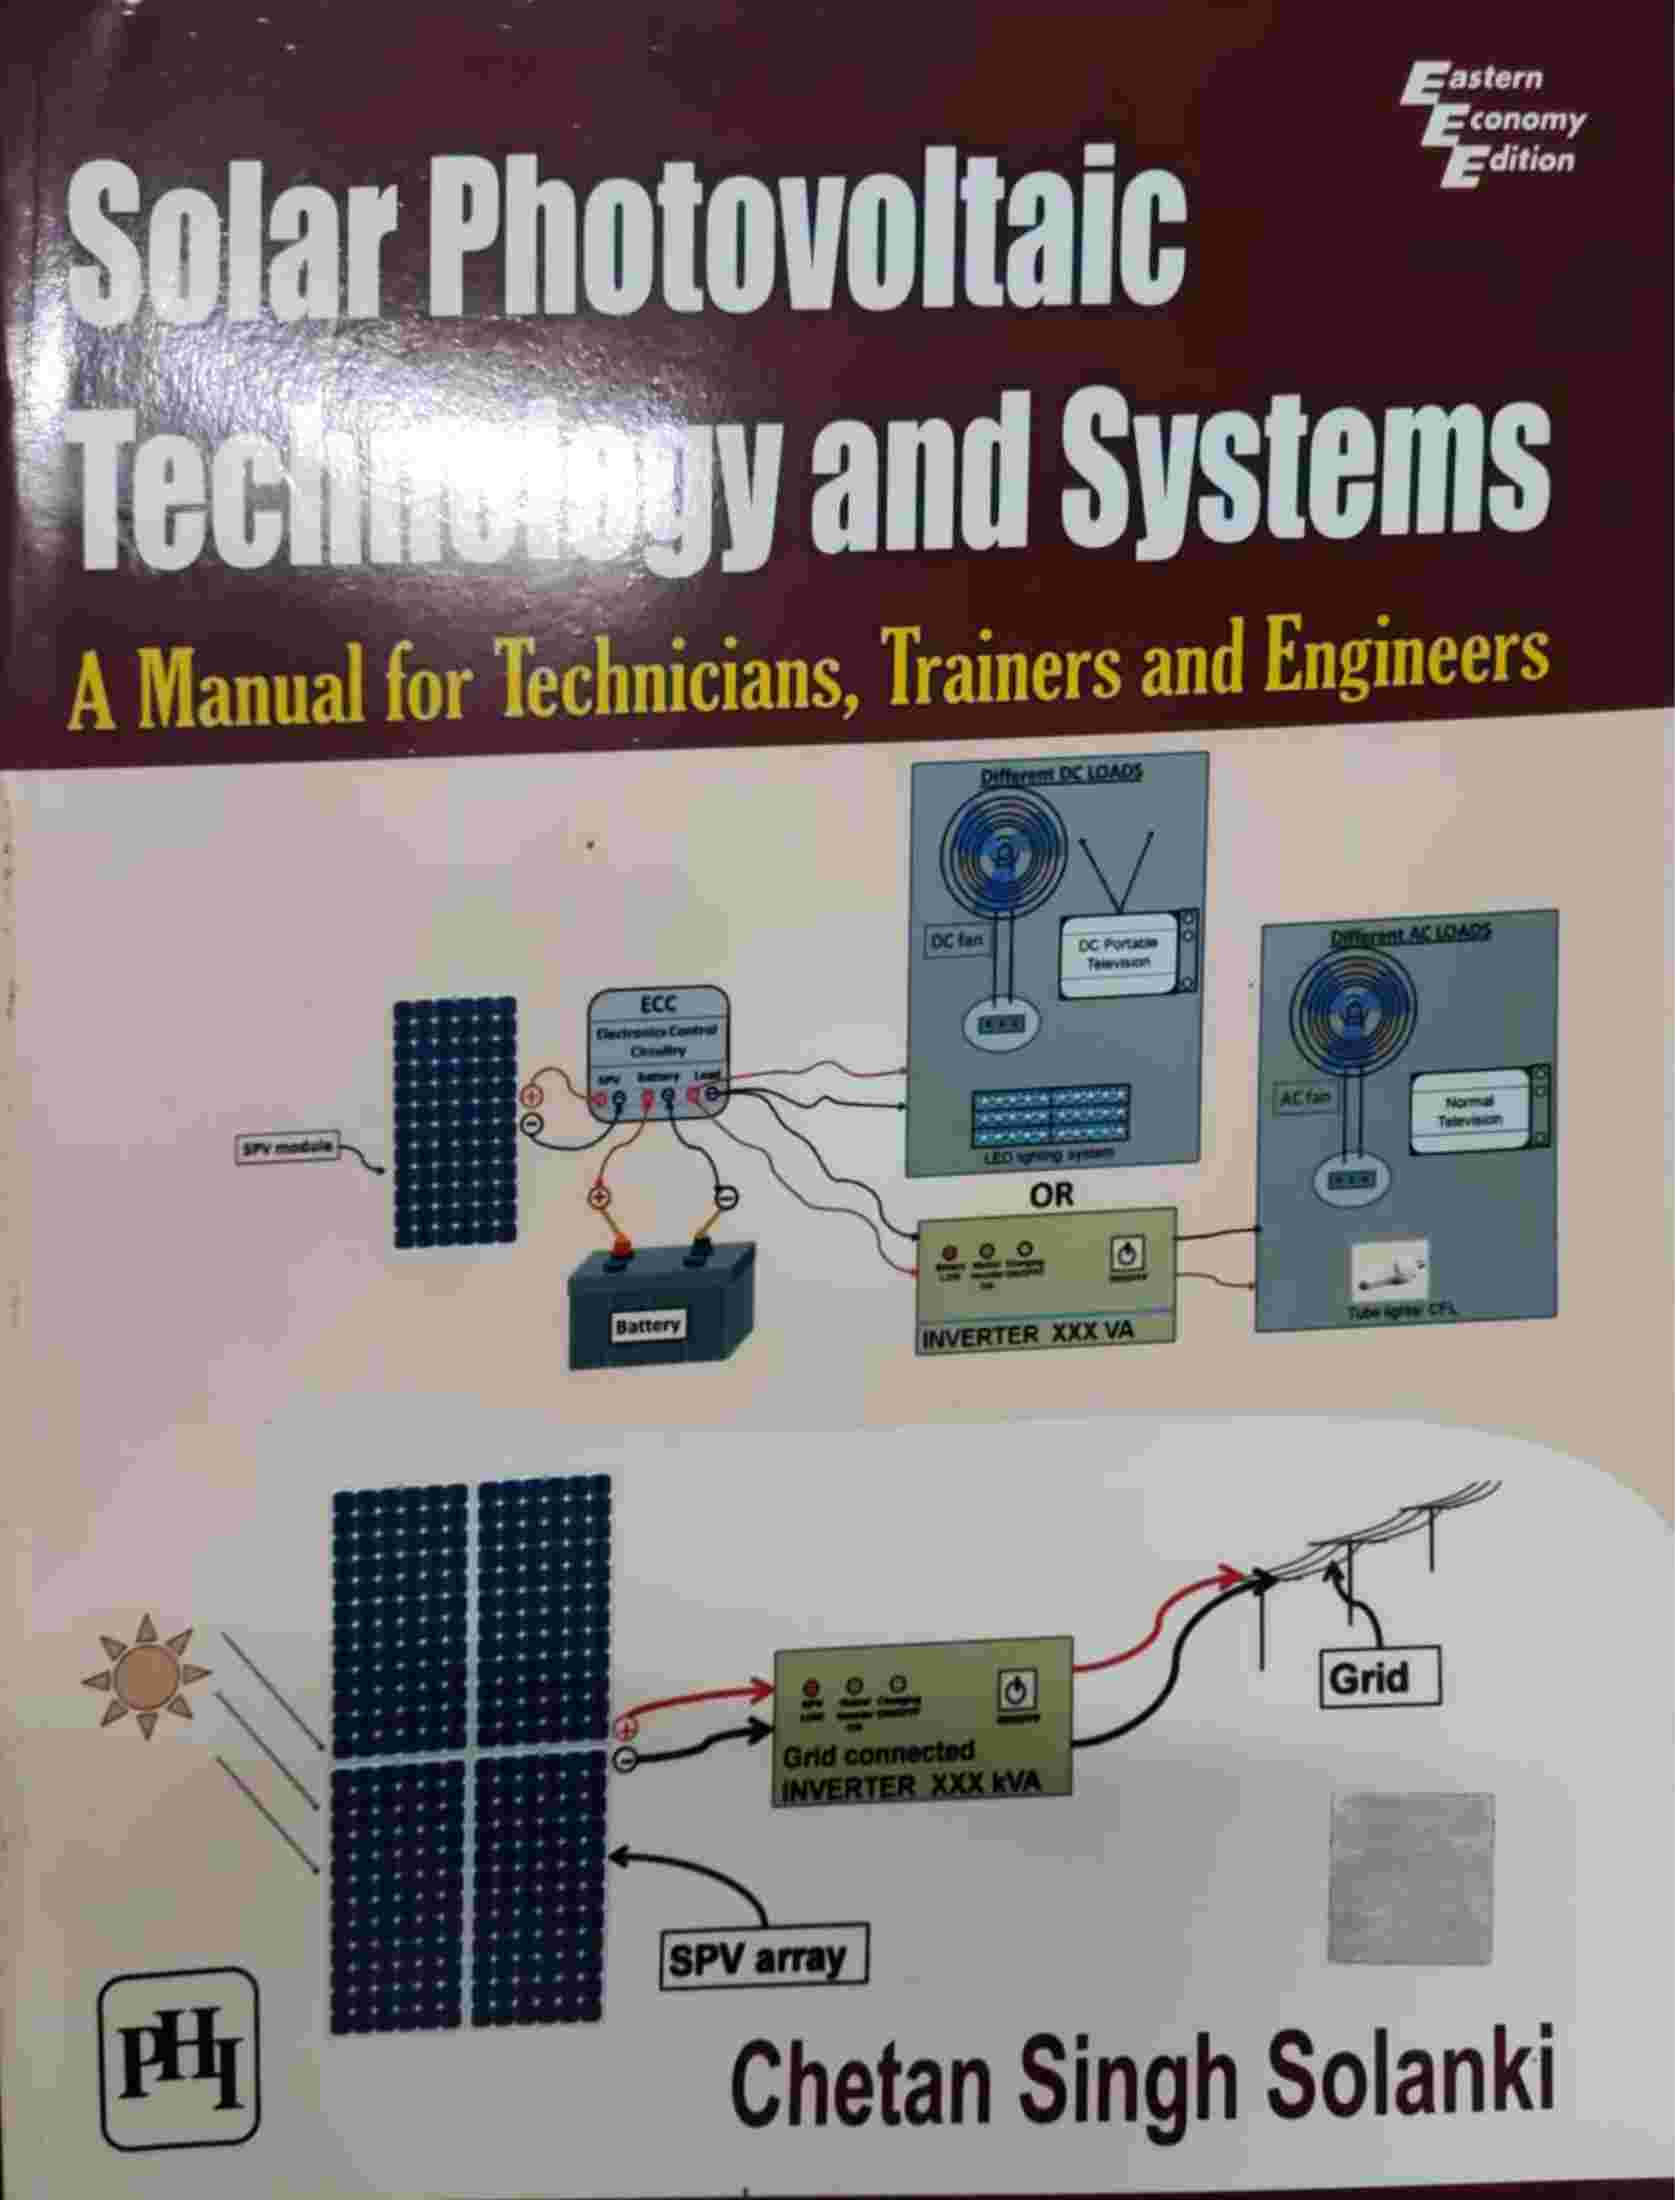 Eastern
Economy
Edition
Solar Photovoltaic
Technology and Systems
A Manual for Technicians, Trainers and Engineers
Different DC LOADS
DC fan
DC Portable
Television
LED lighting system
Different AC LOADS
AC fan
Normal
Television
Tube lights/ CFL
ECC
Electronics Control
Circuitry
SPV Battery Load
SPV module
Battery
OR
INVERTER XXX VA
Grid
Grid connected
INVERTER XXX kVA
SPV array
PHI
Chetan Singh Solanki